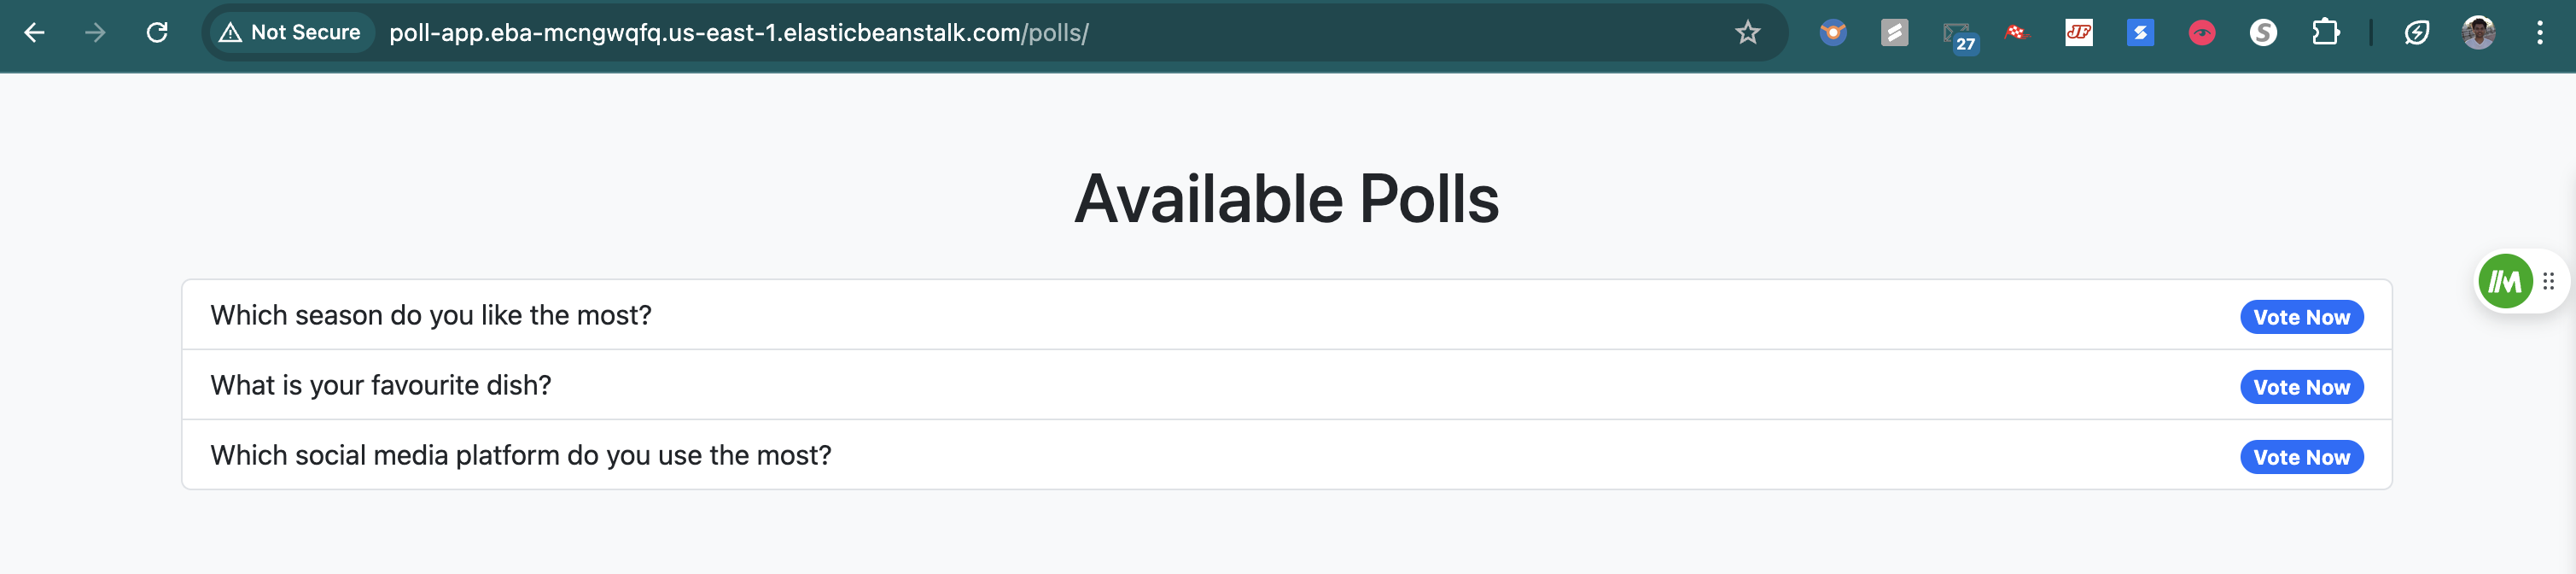 Not Secure poll-app.eba-mcngwqfq.us-east-1.elasticbeanstalk.com/polls/ 27 JF S S
Available Polls
Which season do you like the most? Vote Now
What is your favourite dish? Vote Now
Which social media platform do you use the most? Vote Now